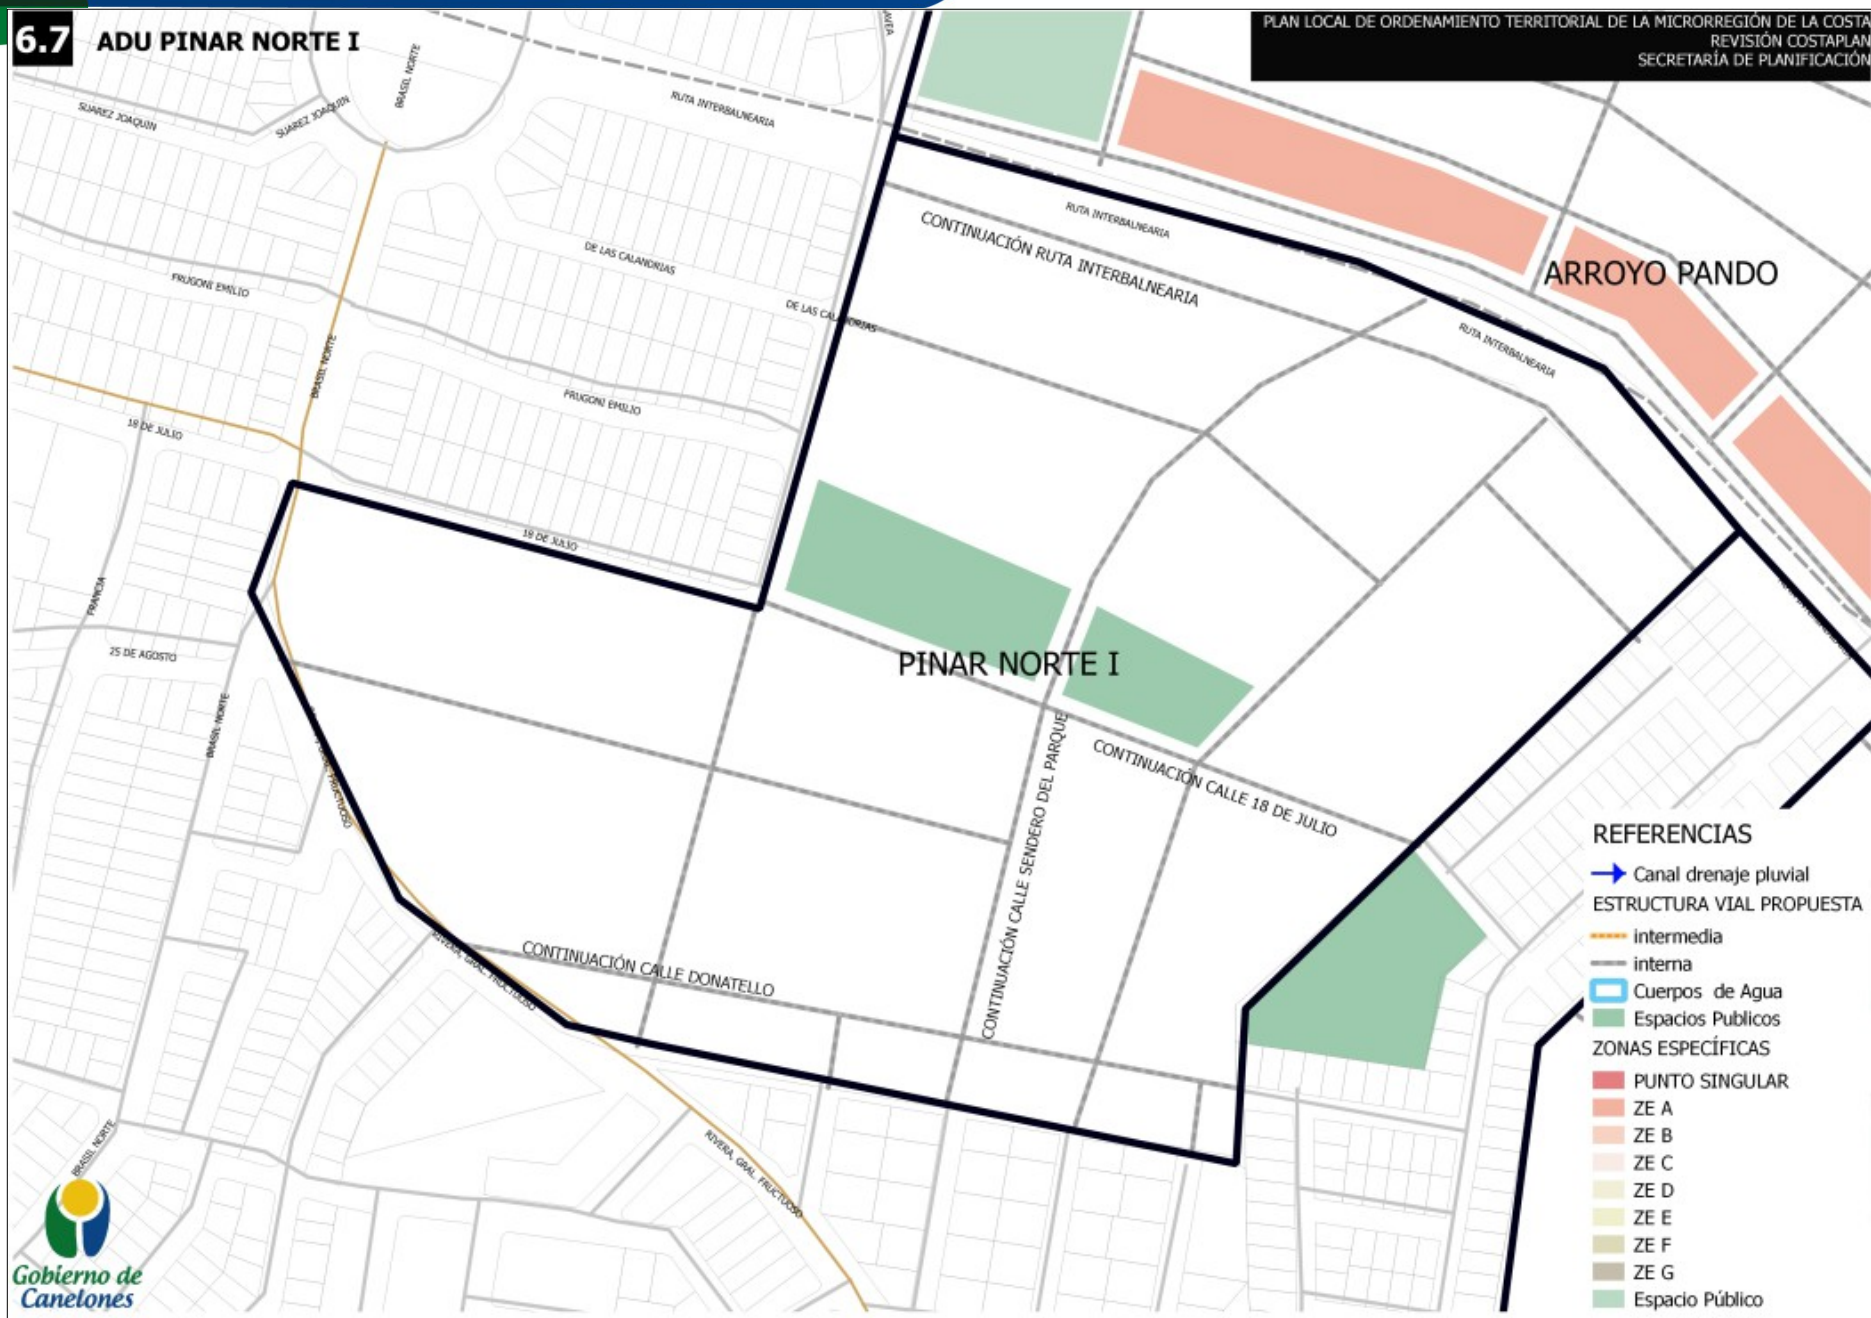 6.7 ADU PINAR NORTE I
PLAN LOCAL DE ORDENAMIENTO TERRITORIAL DE LA MICRORREGIÓN DE LA COSTA
REVISIÓN COSTAPLAN
SECRETARÍA DE PLANIFICACIÓN
BRASIL NORTE
SUAREZ JOAQUIN
SUAREZ JOAQUIN
RUTA INTERBALNEARIA
RUTA INTERBALNEARIA
CONTINUACIÓN RUTA INTERBALNEARIA
DE LAS CALANDRIAS
DE LAS CALANDRIAS
ARROYO PANDO
FRUGONI EMILIO
BRASIL NORTE
RUTA INTERBALNEARIA
FRUGONI EMILIO
18 DE JULIO
18 DE JULIO
FRANCIA
25 DE AGOSTO
PINAR NORTE I
BRASIL NORTE
CONTINUACIÓN CALLE SENDERO DEL PARQUE
CONTINUACIÓN CALLE 18 DE JULIO
CONTINUACIÓN CALLE DONATELLO
RIVERA, GRAL. FRUCTUOSO
RIVERA, GRAL. FRUCTUOSO
BRASIL NORTE
REFERENCIAS
Canal drenaje pluvial
ESTRUCTURA VIAL PROPUESTA
intermedia
interna
Cuerpos de Agua
Espacios Publicos
ZONAS ESPECÍFICAS
PUNTO SINGULAR
ZE A
ZE B
ZE C
ZE D
ZE E
ZE F
ZE G
Espacio Público
Gobierno de
Canelones